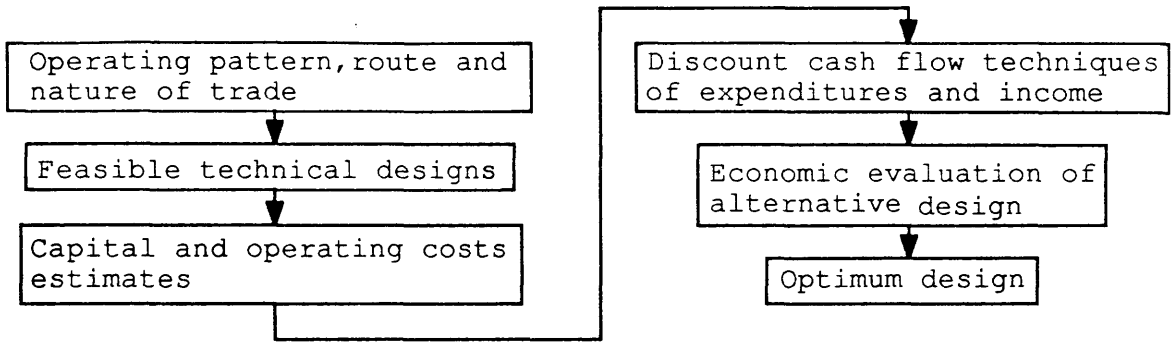 Operating pattern,route and
nature of trade
Feasible technical designs
Capital and operating costs
estimates
Discount cash flow techniques
of expenditures and income
Economic evaluation of
alternative design
Optimum design